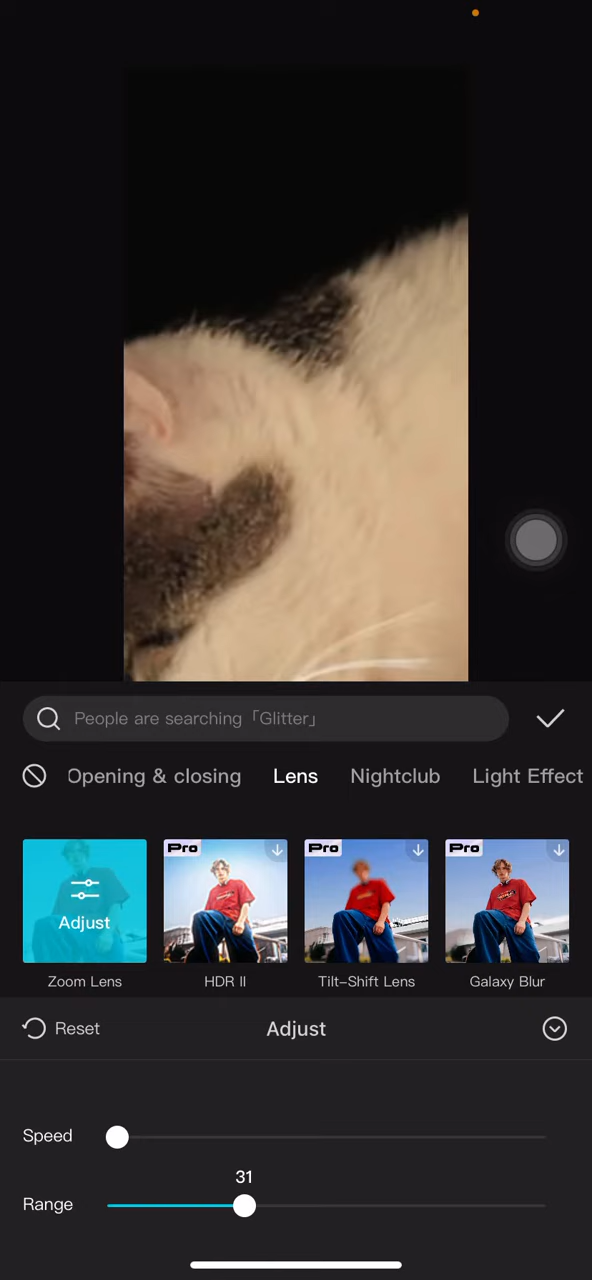 People are searching「Glitter」
Opening & closing Lens Nightclub Light Effect
Adjust Pro Pro Pro
Zoom Lens HDR II Tilt-Shift Lens Galaxy Blur
Reset Adjust
Speed
31
Range